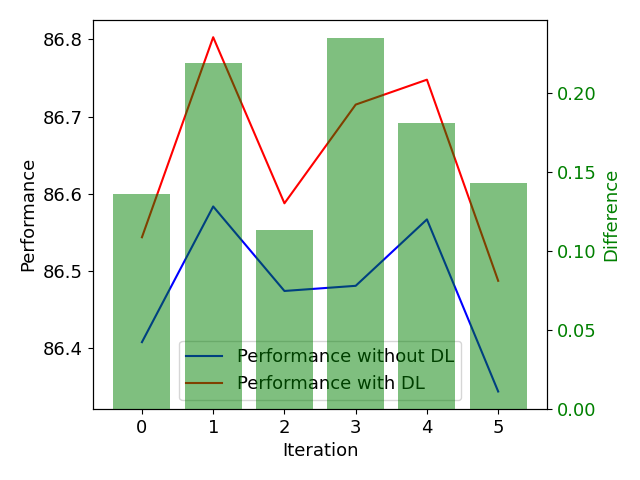 86.8
86.7
86.6
86.5
86.4
Performance
0.20
0.15
0.10
0.05
0.00
Difference
Performance without DL
Performance with DL
0 1 2 3 4 5
Iteration